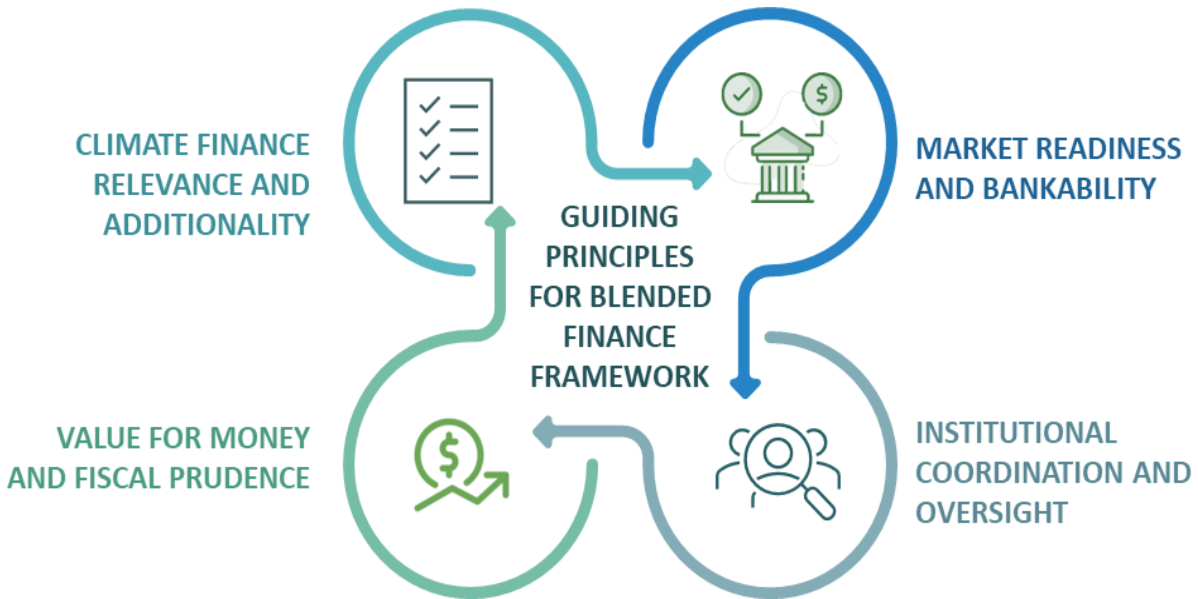 CLIMATE FINANCE
RELEVANCE AND
ADDITIONALITY
MARKET READINESS
AND BANKABILITY
GUIDING
PRINCIPLES
FOR BLENDED
FINANCE
FRAMEWORK
VALUE FOR MONEY
AND FISCAL PRUDENCE
INSTITUTIONAL
COORDINATION AND
OVERSIGHT